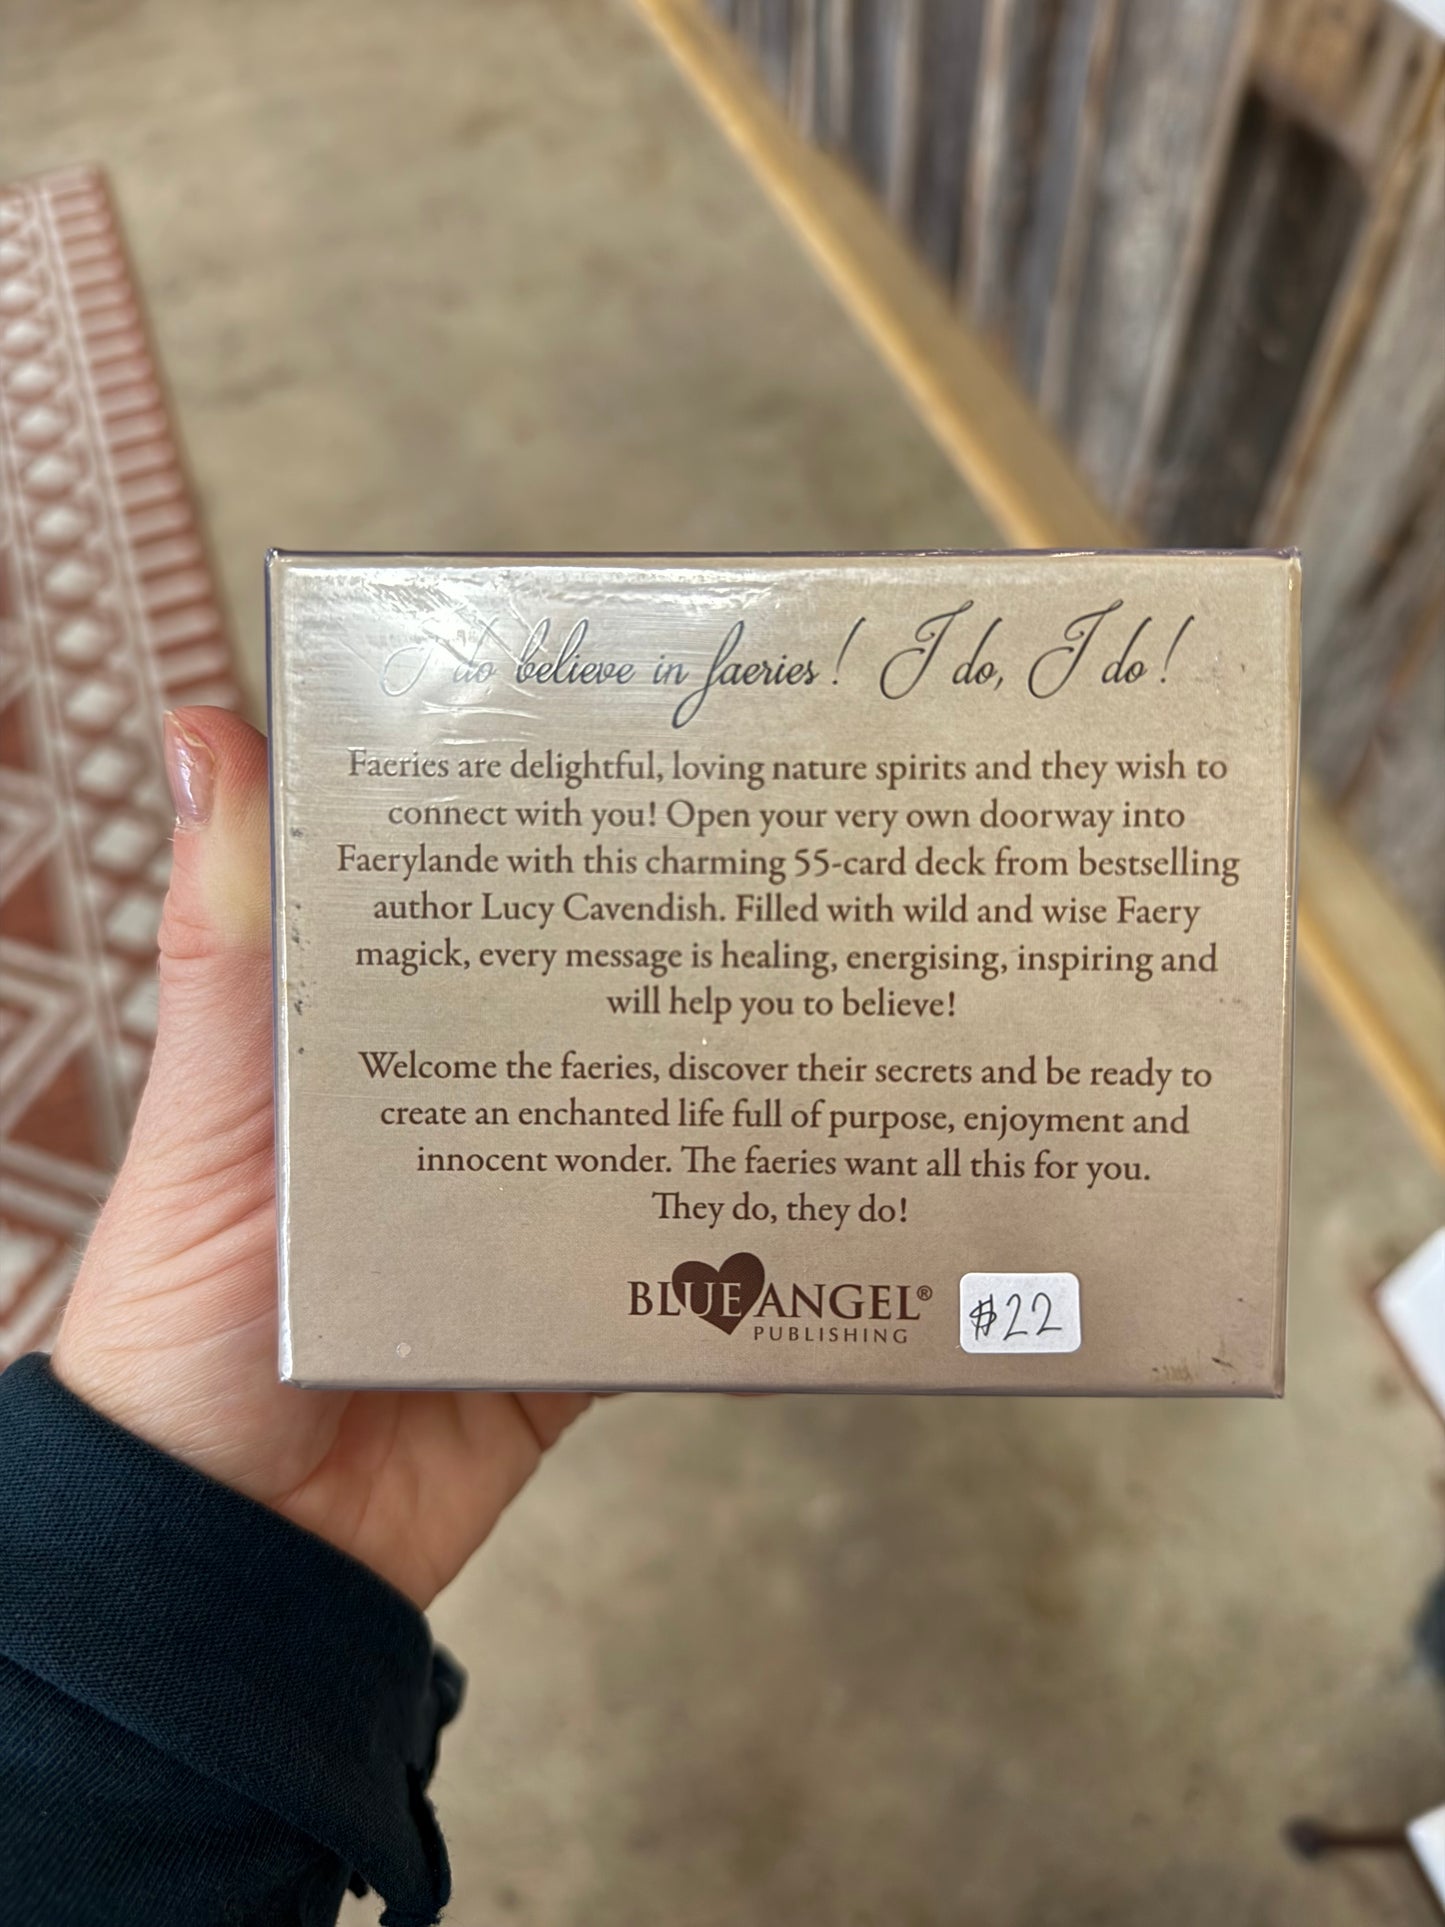 I do believe in faeries! I do, I do!
Faeries are delightful, loving nature spirits and they wish to
connect with you! Open your very own doorway into
Faerylande with this charming 55-card deck from bestselling
author Lucy Cavendish. Filled with wild and wise Faery
magick, every message is healing, energising, inspiring and
will help you to believe!
Welcome the faeries, discover their secrets and be ready to
create an enchanted life full of purpose, enjoyment and
innocent wonder. The faeries want all this for you.
They do, they do!
BLUE ANGEL®
PUBLISHING
$22